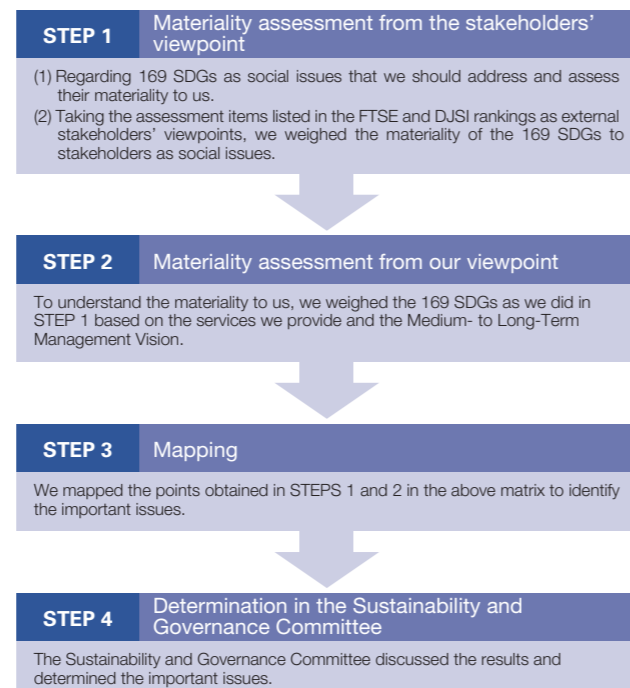 STEP 1
Materiality assessment from the stakeholders'
viewpoint
(1) Regarding 169 SDGs as social issues that we should address and assess
their materiality to us.
(2) Taking the assessment items listed in the FTSE and DJSI rankings as external
stakeholders' viewpoints, we weighed the materiality of the 169 SDGs to
stakeholders as social issues.
STEP 2
Materiality assessment from our viewpoint
To understand the materiality to us, we weighed the 169 SDGs as we did in
STEP 1 based on the services we provide and the Medium- to Long-Term
Management Vision.
STEP 3
Mapping
We mapped the points obtained in STEPS 1 and 2 in the above matrix to identify
the important issues.
STEP 4
Determination in the Sustainability and
Governance Committee
The Sustainability and Governance Committee discussed the results and
determined the important issues.